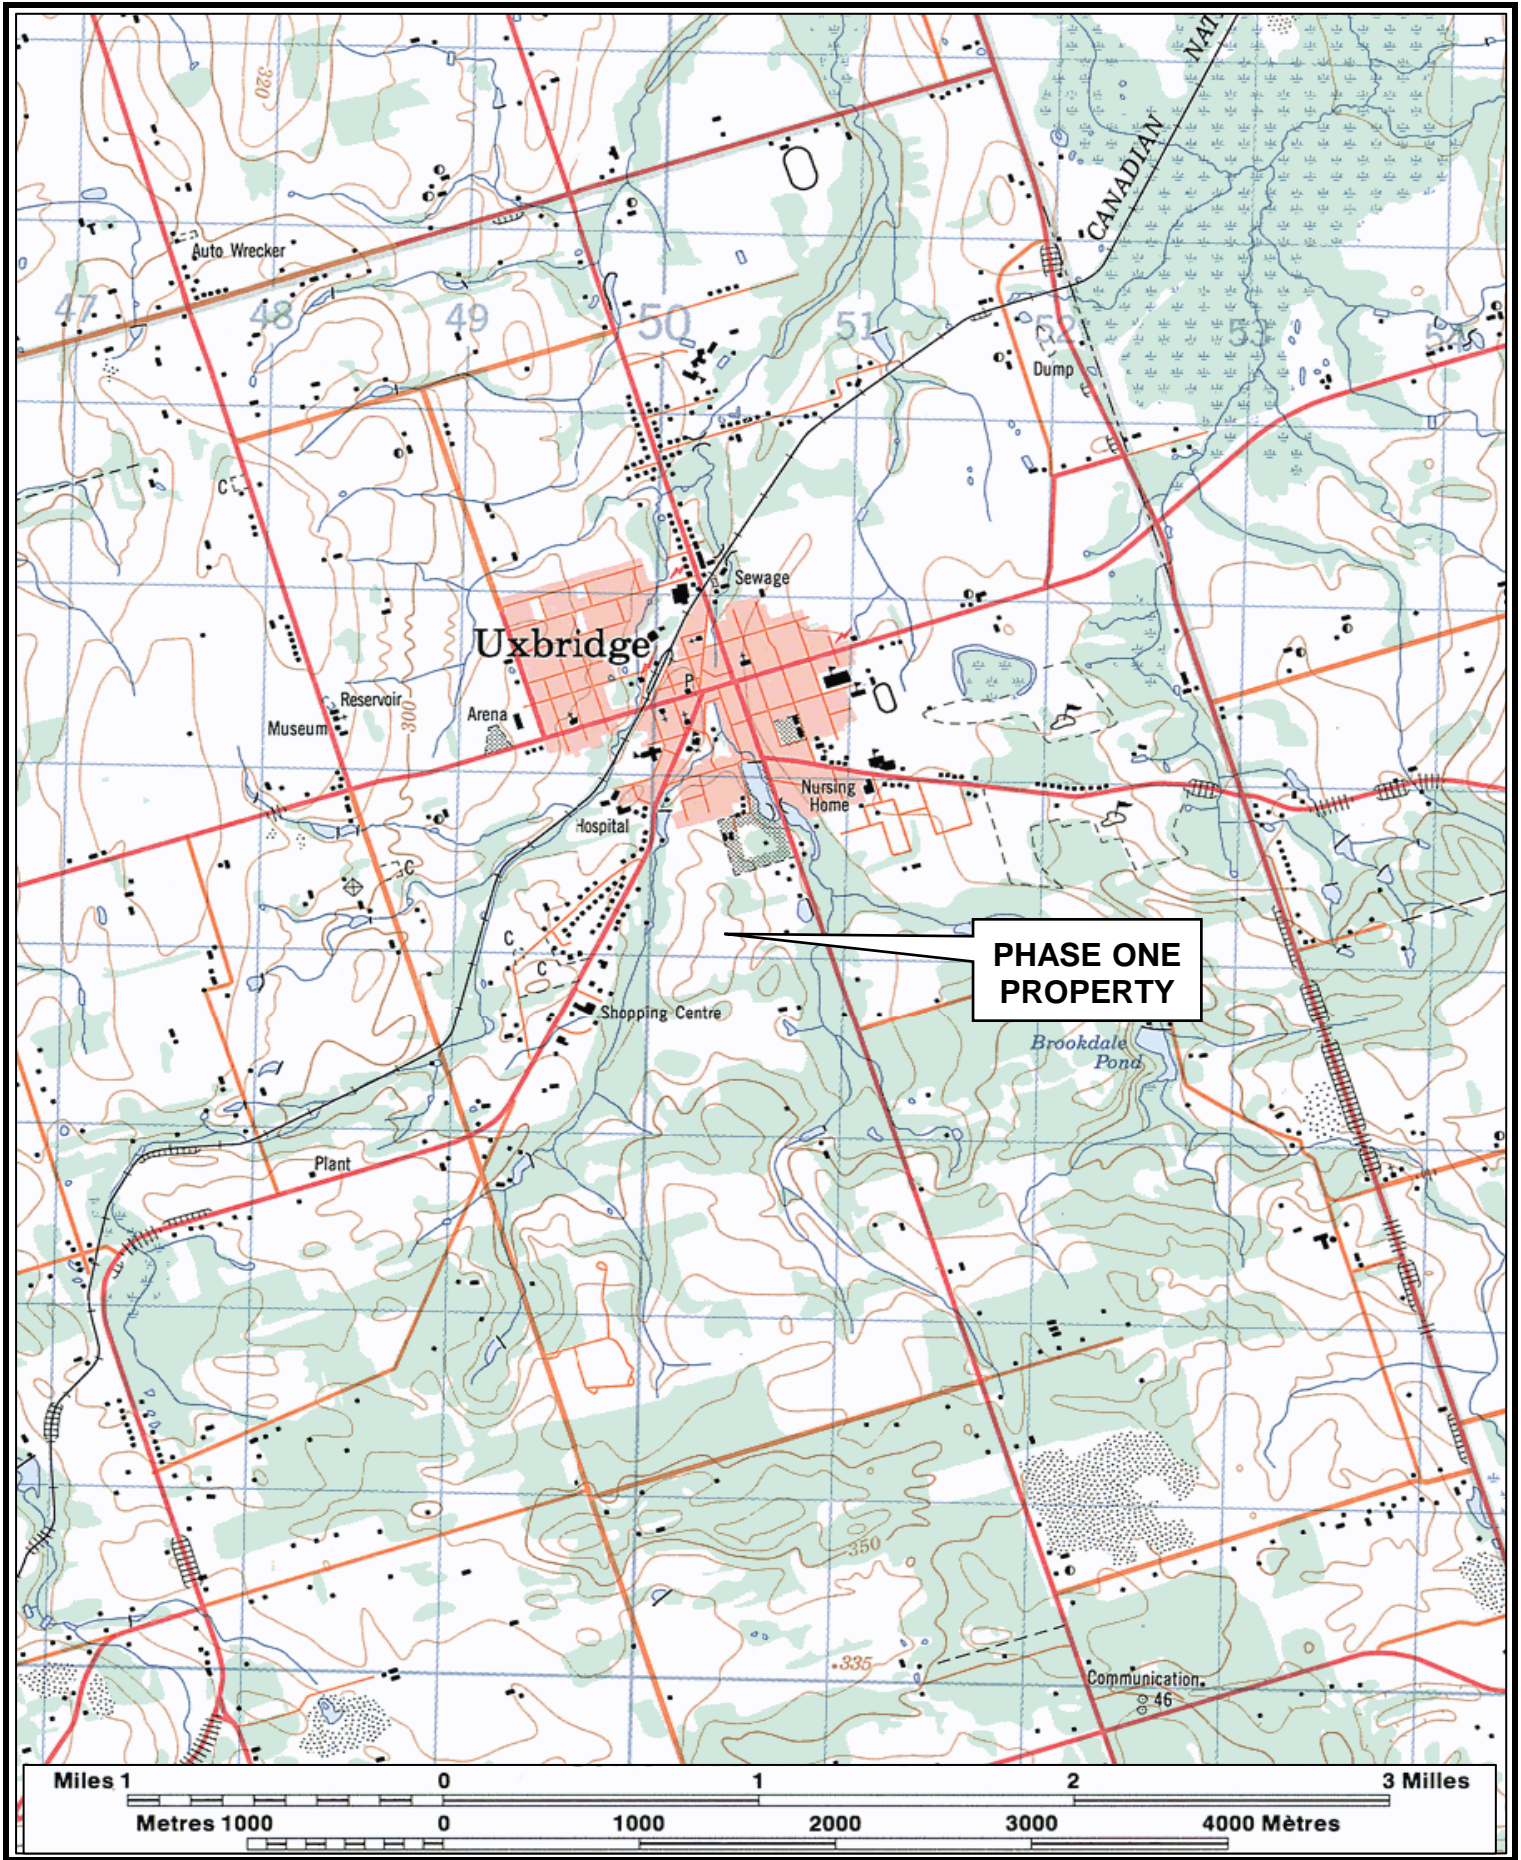 NAT
CANADIAN
320
Auto Wrecker
47
48
49
50
51
52
53
54
Dump
C
Sewage
Uxbridge
P
Reservoir
Museum
300
Arena
Nursing
Home
Hospital
C
C
C
PHASE ONE
PROPERTY
Shopping Centre
Brookdale
Pond
Plant
350
335
Communication
46
Miles 1 0 1 2 3 Milles
Metres 1000 0 1000 2000 3000 4000 Mètres